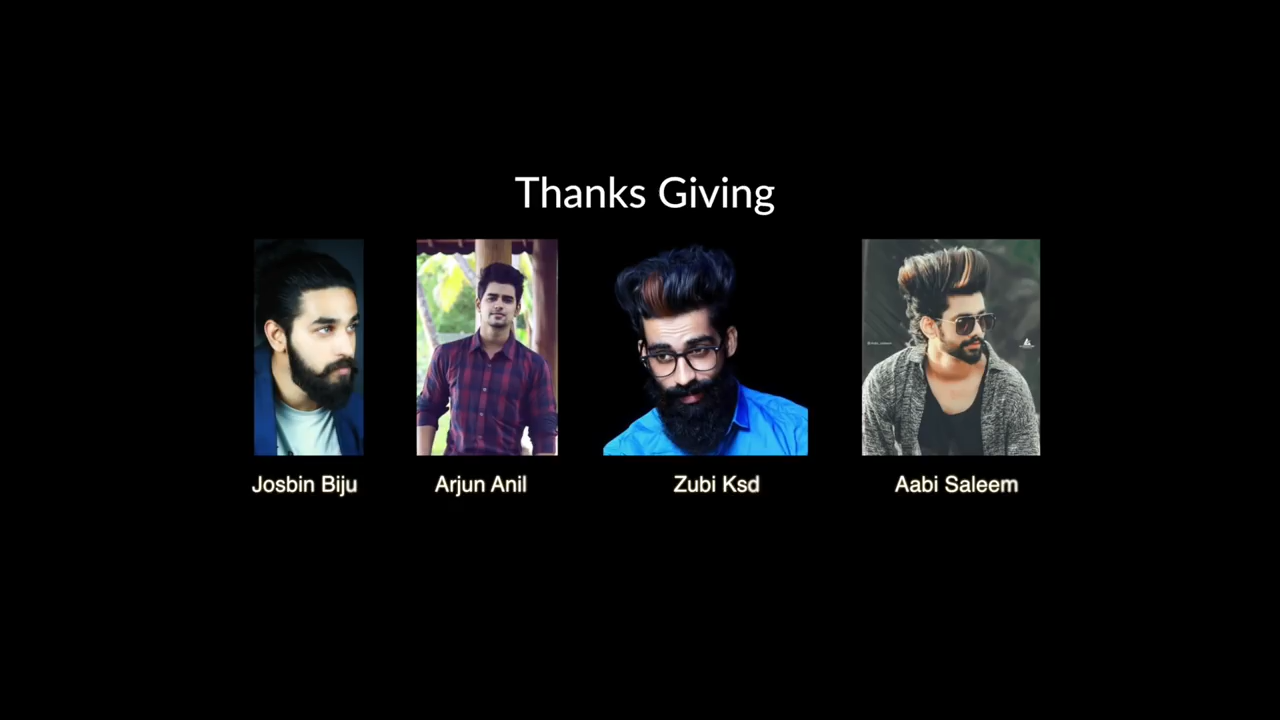 Thanks Giving
Josbin Biju
Arjun Anil
Zubi Ksd
Aabi Saleem